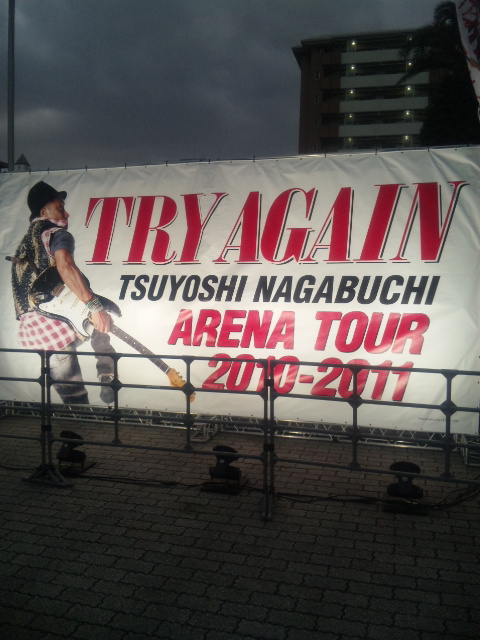 TRY AGAIN
TSUYOSHI NAGABUCHI
ARENA TOUR
2010-2011